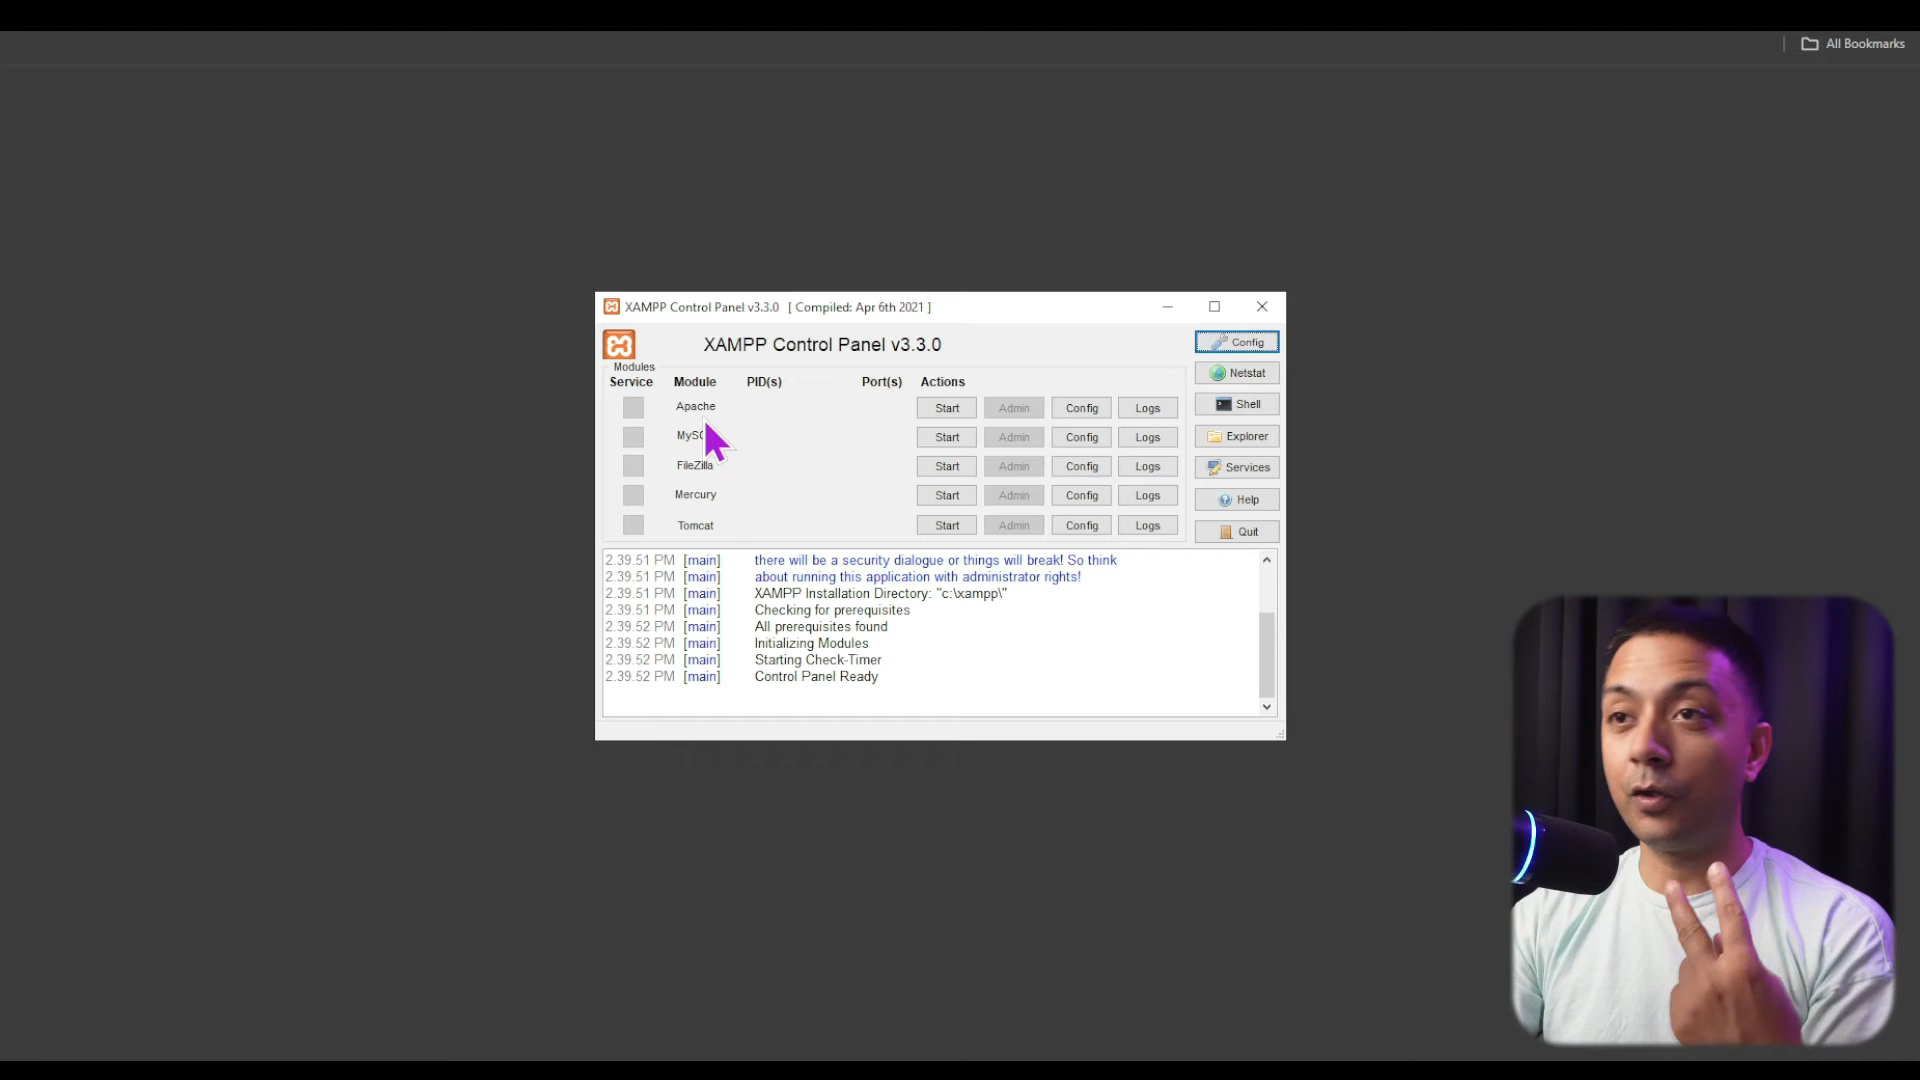 All Bookmarks
XAMPP Control Panel v3.3.0 [ Compiled: Apr 6th 2021 ]
XAMPP Control Panel v3.3.0
Config
Modules
Netstat
Service Module PID(s) Port(s) Actions
Shell
Apache Start Admin Config Logs
Explorer
Start Admin Config Logs
Services
FileZilla Start Admin Config Logs
Help
Mercury Start Admin Config Logs
Quit
Tomcat Start Admin Config Logs
2.39.51 PM [main] there will be a security dialogue or things will break! So think
2.39.51 PM [main] about running this application with administrator rights!
2.39.51 PM [main] XAMPP Installation Directory: "c:\xampp\"
2.39.51 PM [main] Checking for prerequisites
2.39.52 PM [main] All prerequisites found
2.39.52 PM [main] Initializing Modules
2.39.52 PM [main] Starting Check-Timer
2.39.52 PM [main] Control Panel Ready